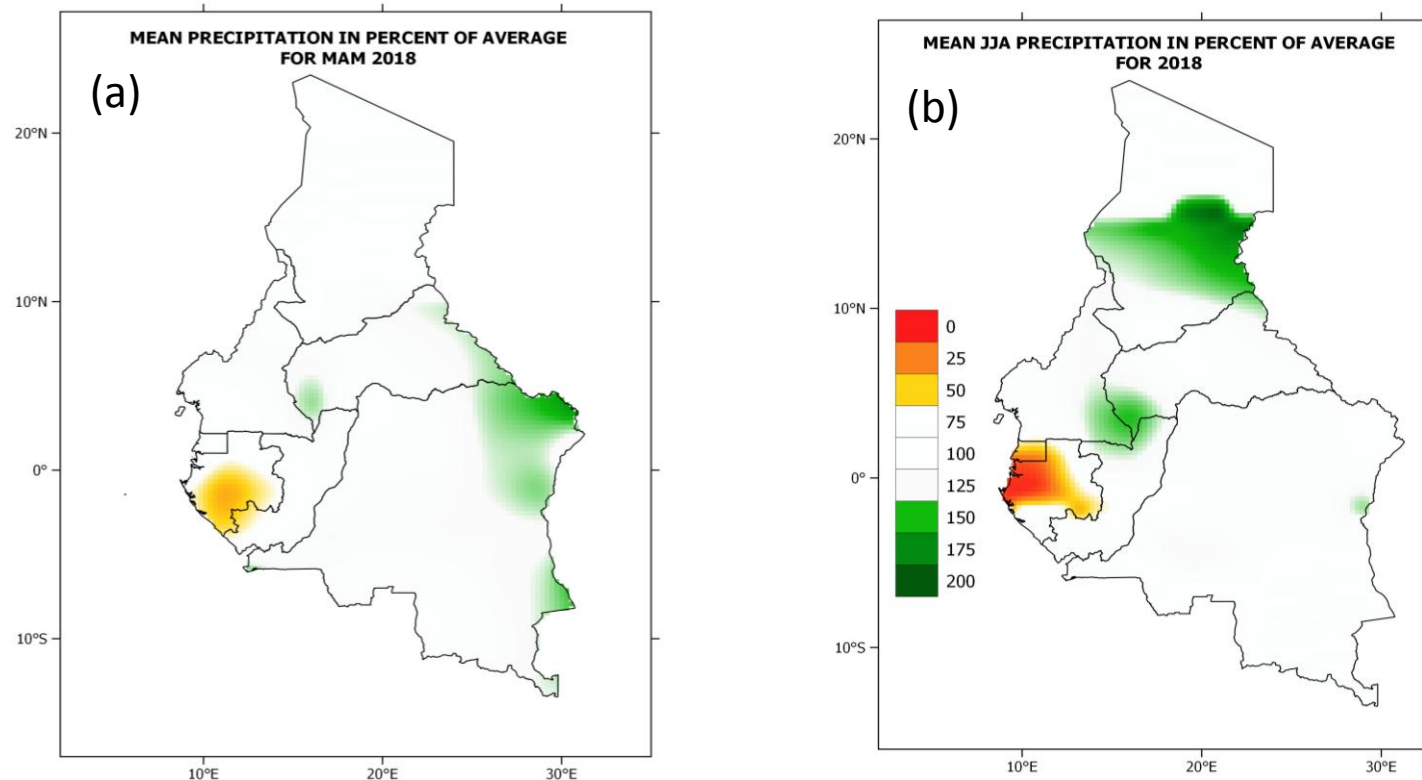 MEAN PRECIPITATION IN PERCENT OF AVERAGE
FOR MAM 2018
(a)
20°N
10°N
0°
10°S
10°E
20°E
30°E
MEAN JJA PRECIPITATION IN PERCENT OF AVERAGE
FOR 2018
(b)
20°N
10°N
0°
10°S
0
25
50
75
100
125
150
175
200
10°E
20°E
30°E